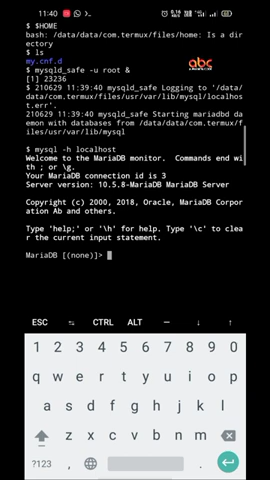 11:40
0.16
$ $HOME
bash: /data/data/com.termux/files/home: Is a dir
ectory
$ ls
my.cnf.d
abc
$ mysqld_safe -u root &
[1] 23236
$ 210629 11:39:40 mysqld_safe Logging to '/data/
data/com.termux/files/usr/var/lib/mysql/localhos
t.err'.
210629 11:39:40 mysqld_safe Starting mariadbd da
emon with databases from /data/data/com.termux/f
iles/usr/var/lib/mysql
$ mysql -h localhost
Welcome to the MariaDB monitor.  Commands end wi
th ; or \g.
Your MariaDB connection id is 3
Server version: 10.5.8-MariaDB MariaDB Server
Copyright (c) 2000, 2018, Oracle, MariaDB Corpor
ation Ab and others.
Type 'help;' or '\h' for help. Type '\c' to clea
r the current input statement.
MariaDB [(none)]>
ESC ⇆ CTRL ALT — ↓ ↑
1 2 3 4 5 6 7 8 9 0
q w e r t y u i o p
a s d f g h j k l
z x c v b n m
?123 , .